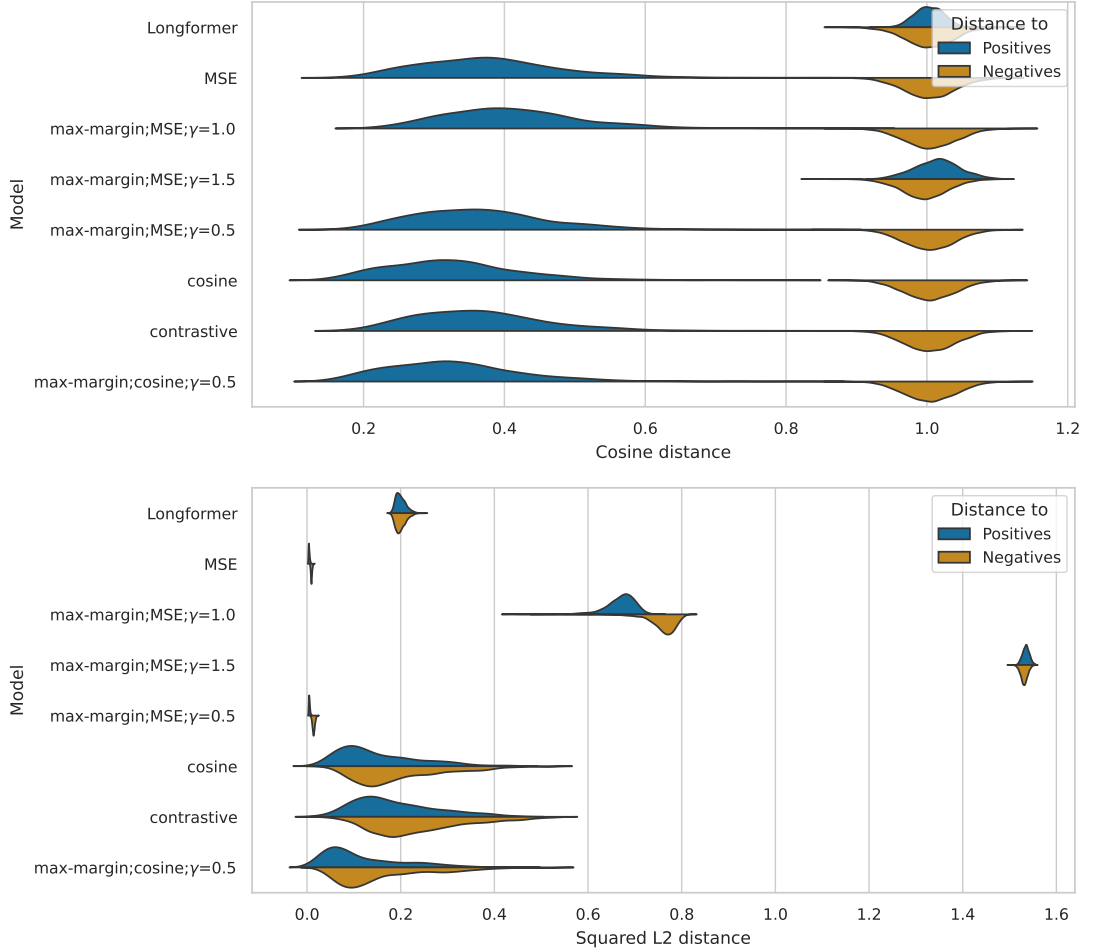 Model
Longformer
MSE
max-margin;MSE;γ=1.0
max-margin;MSE;γ=1.5
max-margin;MSE;γ=0.5
cosine
contrastive
max-margin;cosine;γ=0.5
Distance to
Positives
Negatives
0.2 0.4 0.6 0.8 1.0 1.2
Cosine distance
Model
Longformer
MSE
max-margin;MSE;γ=1.0
max-margin;MSE;γ=1.5
max-margin;MSE;γ=0.5
cosine
contrastive
max-margin;cosine;γ=0.5
Distance to
Positives
Negatives
0.0 0.2 0.4 0.6 0.8 1.0 1.2 1.4 1.6
Squared L2 distance